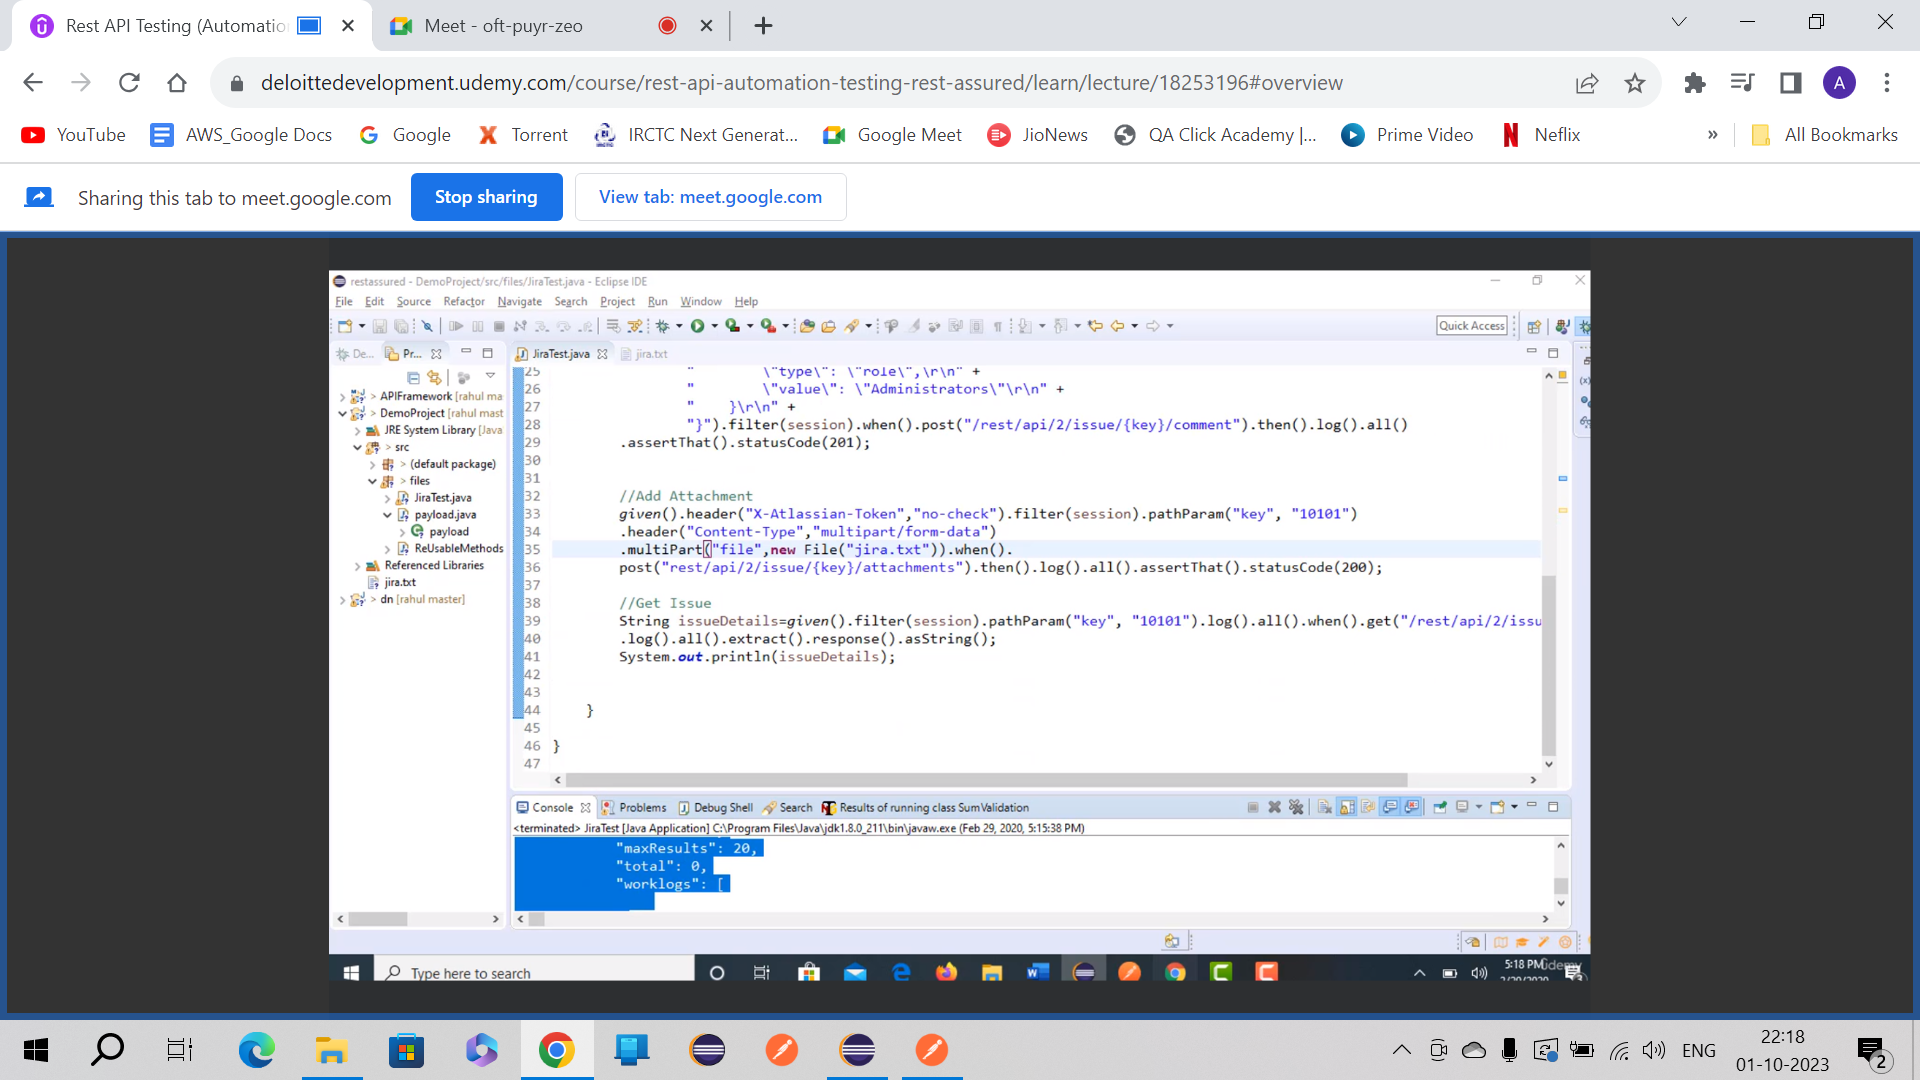 Rest API Testing (Automatio
Meet - oft-puyr-zeo
deloittedevelopment.udemy.com/course/rest-api-automation-testing-rest-assured/learn/lecture/18253196#overview
A
YouTube AWS_Google Docs Google Torrent IRCTC Next Generat... Google Meet JioNews QA Click Academy |... Prime Video Neflix » All Bookmarks
Sharing this tab to meet.google.com Stop sharing View tab: meet.google.com
restassured - DemoProject/src/files/JiraTest.java - Eclipse IDE
File Edit Source Refactor Navigate Search Project Run Window Help
Quick Access
De... Pr... JiraTest.java jira.txt
> APIFramework [rahul ma
> DemoProject [rahul mast
JRE System Library [Java
> src
> (default package)
> files
JiraTest.java
payload.java
payload
ReUsableMethods
Referenced Libraries
jira.txt
> dn [rahul master]
25 " \"type\": \"role\",\r\n" +
26 " \"value\": \"Administrators\"\r\n" +
27 " }\r\n" +
28 "}").filter(session).when().post("/rest/api/2/issue/{key}/comment").then().log().all()
29 .assertThat().statusCode(201);
30
31
32 //Add Attachment
33 given().header("X-Atlassian-Token","no-check").filter(session).pathParam("key", "10101")
34 .header("Content-Type","multipart/form-data")
35 .multiPart("file",new File("jira.txt")).when().
36 post("rest/api/2/issue/{key}/attachments").then().log().all().assertThat().statusCode(200);
37
38 //Get Issue
39 String issueDetails=given().filter(session).pathParam("key", "10101").log().all().when().get("/rest/api/2/issu
40 .log().all().extract().response().asString();
41 System.out.println(issueDetails);
42
43
44 }
45
46 }
47
Console Problems Debug Shell Search Results of running class SumValidation
<terminated> JiraTest [Java Application] C:\Program Files\Java\jdk1.8.0_211\bin\javaw.exe (Feb 29, 2020, 5:15:38 PM)
"maxResults": 20,
"total": 0,
"worklogs": [
Type here to search
5:18 PM
Udemy
ENG
22:18
01-10-2023
2